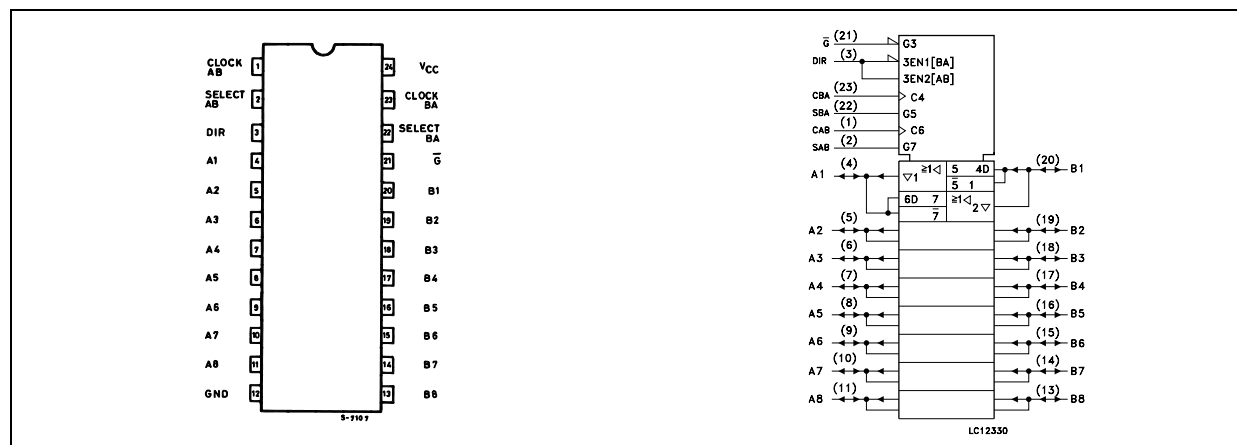 CLOCK AB 1 24 VCC
SELECT AB 2 23 CLOCK BA
DIR 3 22 SELECT BA
A1 4 21 G̅
A2 5 20 B1
A3 6 19 B2
A4 7 18 B3
A5 8 17 B4
A6 9 16 B5
A7 10 15 B6
A8 11 14 B7
GND 12 13 B8
S-9107
G̅ (21) G3
DIR (3) 3EN1[BA]
3EN2[AB]
CBA (23) C4
SBA (22) G5
CAB (1) C6
SAB (2) G7
A1 (4) ▽1 ≥1◁ 5 4D (20) B1
5̅ 1
6D 7 ≥1◁
7̅ 2▽
A2 (5) (19) B2
A3 (6) (18) B3
A4 (7) (17) B4
A5 (8) (16) B5
A6 (9) (15) B6
A7 (10) (14) B7
A8 (11) (13) B8
LC12330